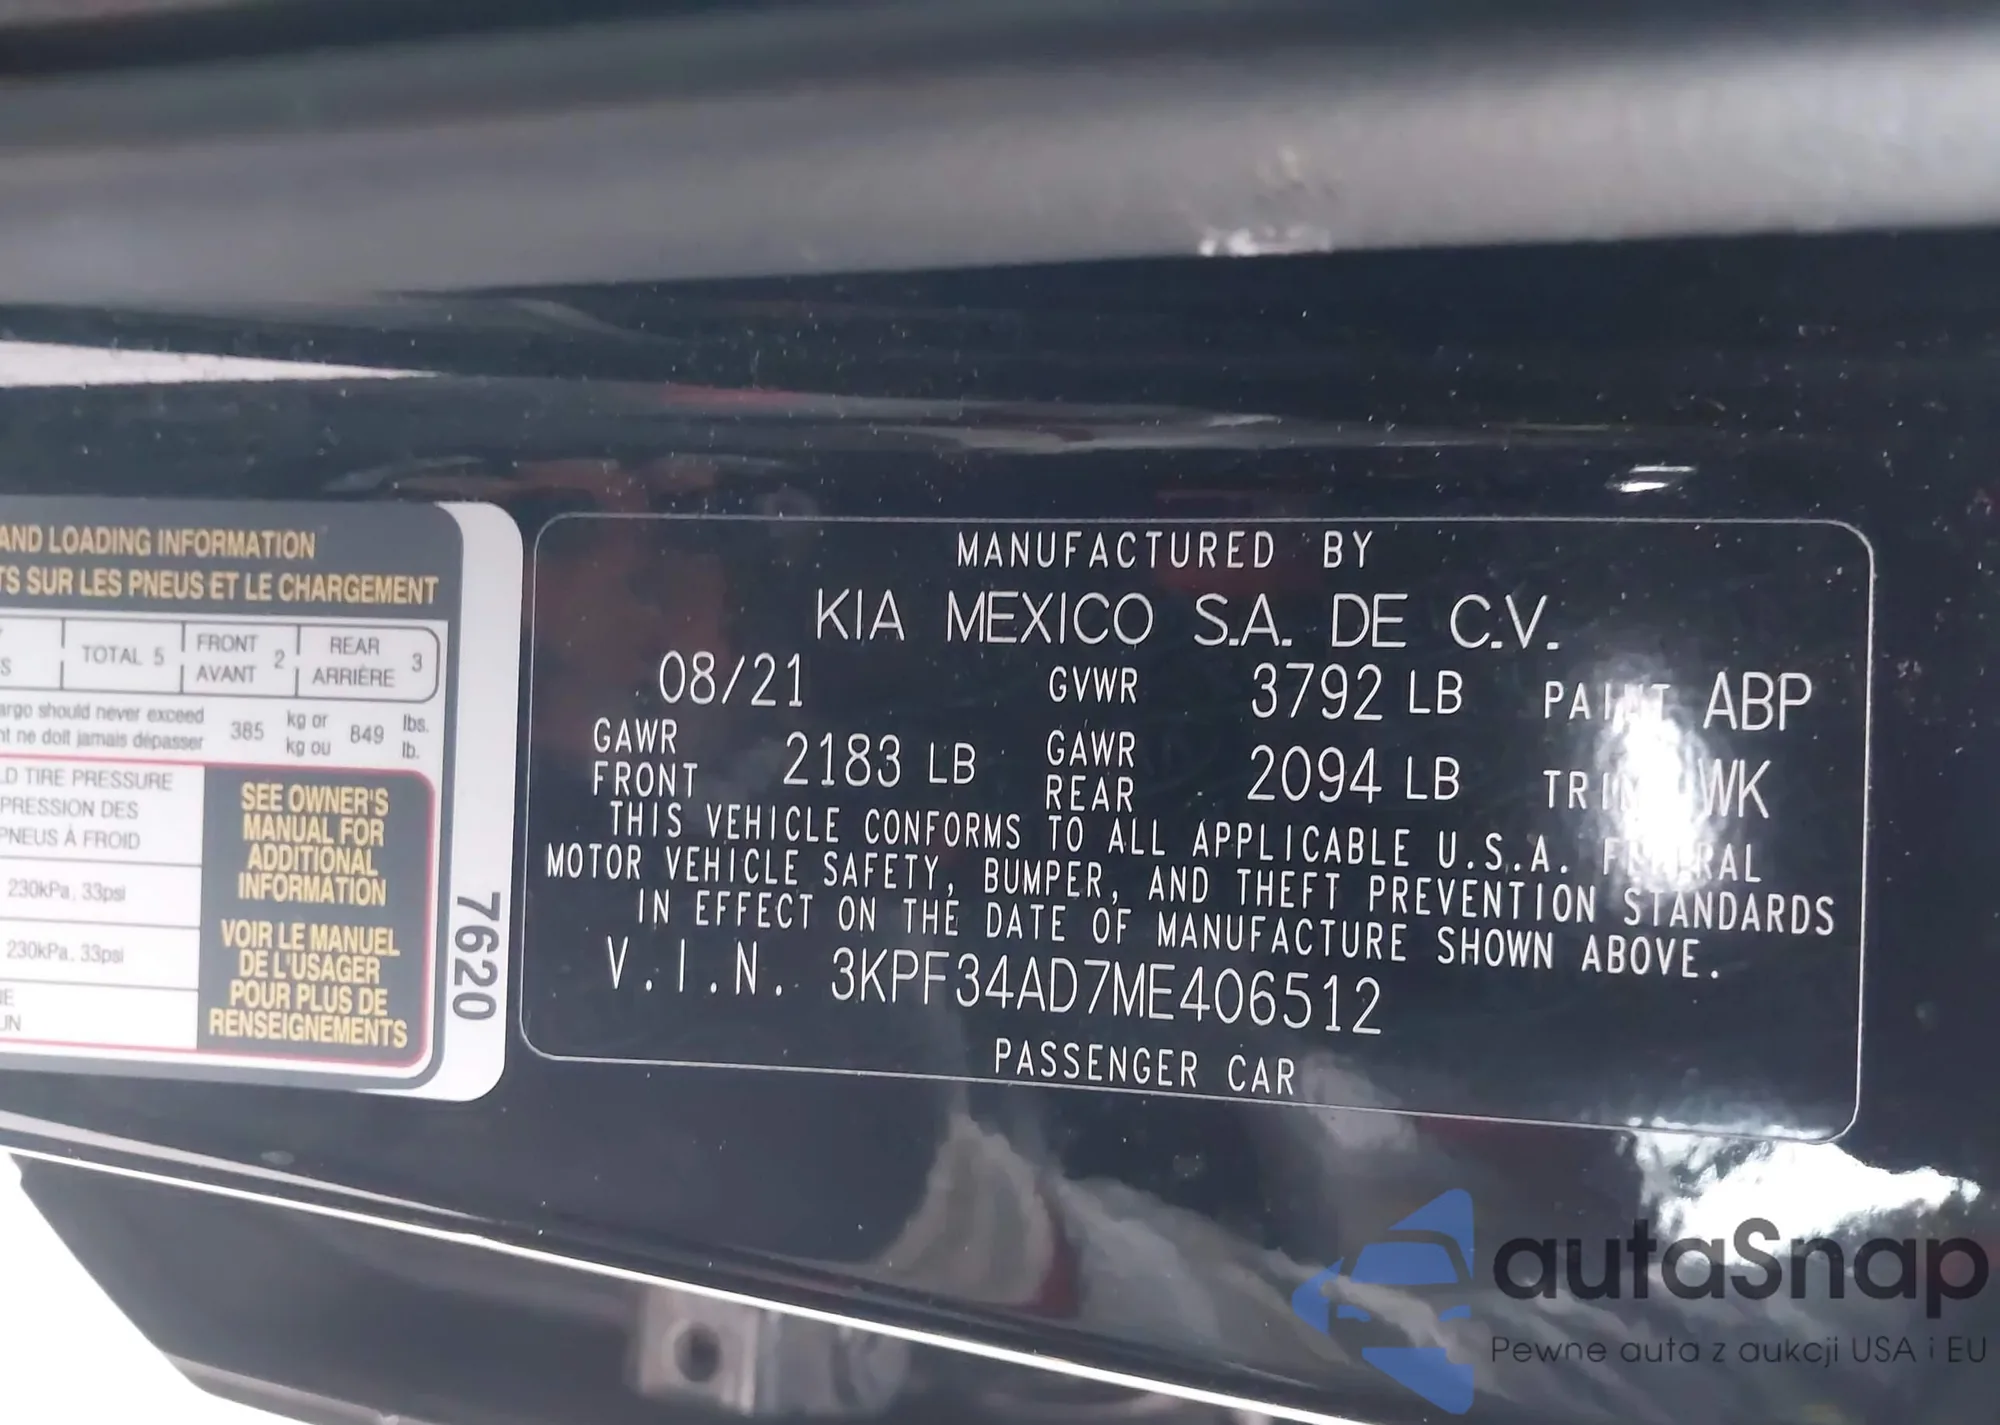 AND LOADING INFORMATION
TS SUR LES PNEUS ET LE CHARGEMENT
TOTAL 5
FRONT
AVANT
2
REAR
ARRIÈRE
3
argo should never exceed
nt ne doit jamais dépasser
385
kg or
kg ou
849
lbs.
lb.
D TIRE PRESSURE
PRESSION DES
PNEUS À FROID
230kPa, 33psi
230kPa, 33psi
SEE OWNER'S
MANUAL FOR
ADDITIONAL
INFORMATION
VOIR LE MANUEL
DE L'USAGER
POUR PLUS DE
RENSEIGNEMENTS
7620
MANUFACTURED BY
KIA MEXICO S.A. DE C.V.
08/21 GVWR 3792 LB PAINT ABP
GAWR FRONT 2183 LB GAWR REAR 2094 LB TRIM WK
THIS VEHICLE CONFORMS TO ALL APPLICABLE U.S.A. FEDERAL
MOTOR VEHICLE SAFETY, BUMPER, AND THEFT PREVENTION STANDARDS
IN EFFECT ON THE DATE OF MANUFACTURE SHOWN ABOVE.
V.I.N. 3KPF34AD7ME406512
PASSENGER CAR
autaSnap
Pewne auta z aukcji USA i EU